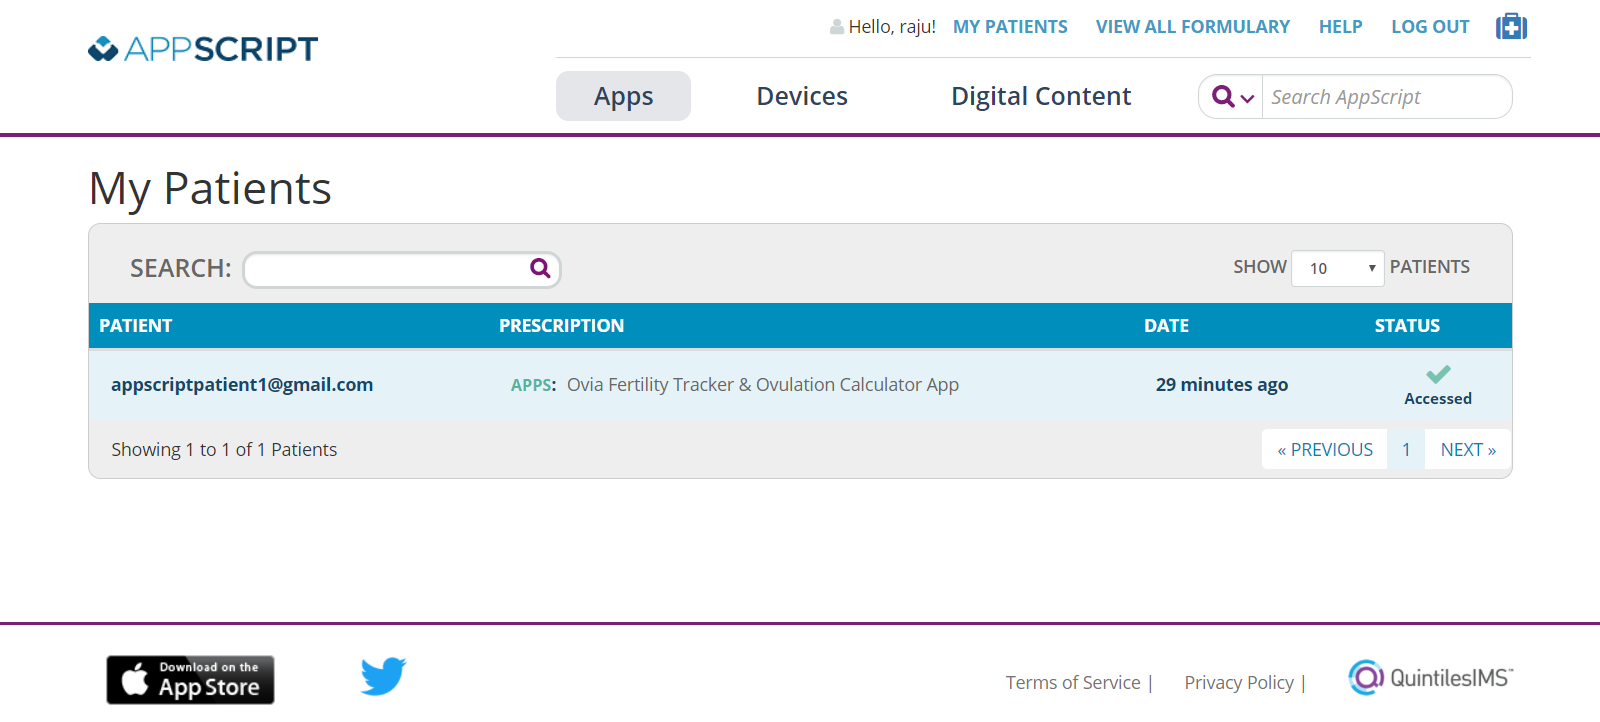 Hello, raju! MY PATIENTS VIEW ALL FORMULARY HELP LOG OUT
APPSCRIPT
Apps Devices Digital Content Search AppScript
My Patients
SEARCH: SHOW 10 PATIENTS
PATIENT PRESCRIPTION DATE STATUS
appscriptpatient1@gmail.com APPS: Ovia Fertility Tracker & Ovulation Calculator App 29 minutes ago Accessed
Showing 1 to 1 of 1 Patients « PREVIOUS 1 NEXT »
Download on the
App Store
Terms of Service | Privacy Policy | QuintilesIMS™